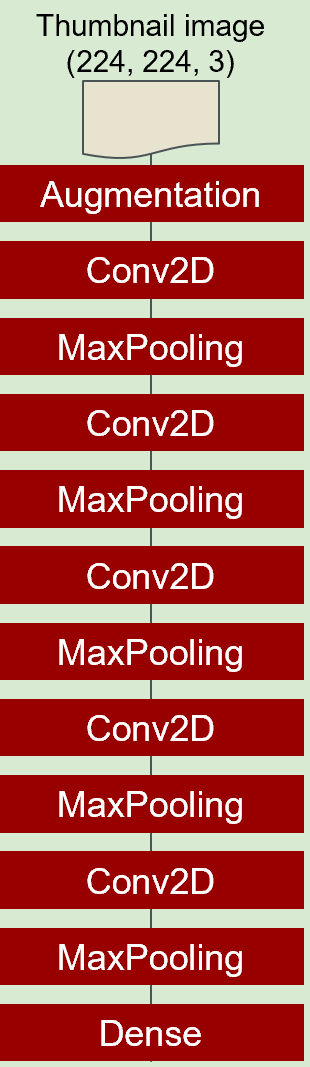 Thumbnail image
(224, 224, 3)
Augmentation
Conv2D
MaxPooling
Conv2D
MaxPooling
Conv2D
MaxPooling
Conv2D
MaxPooling
Conv2D
MaxPooling
Dense